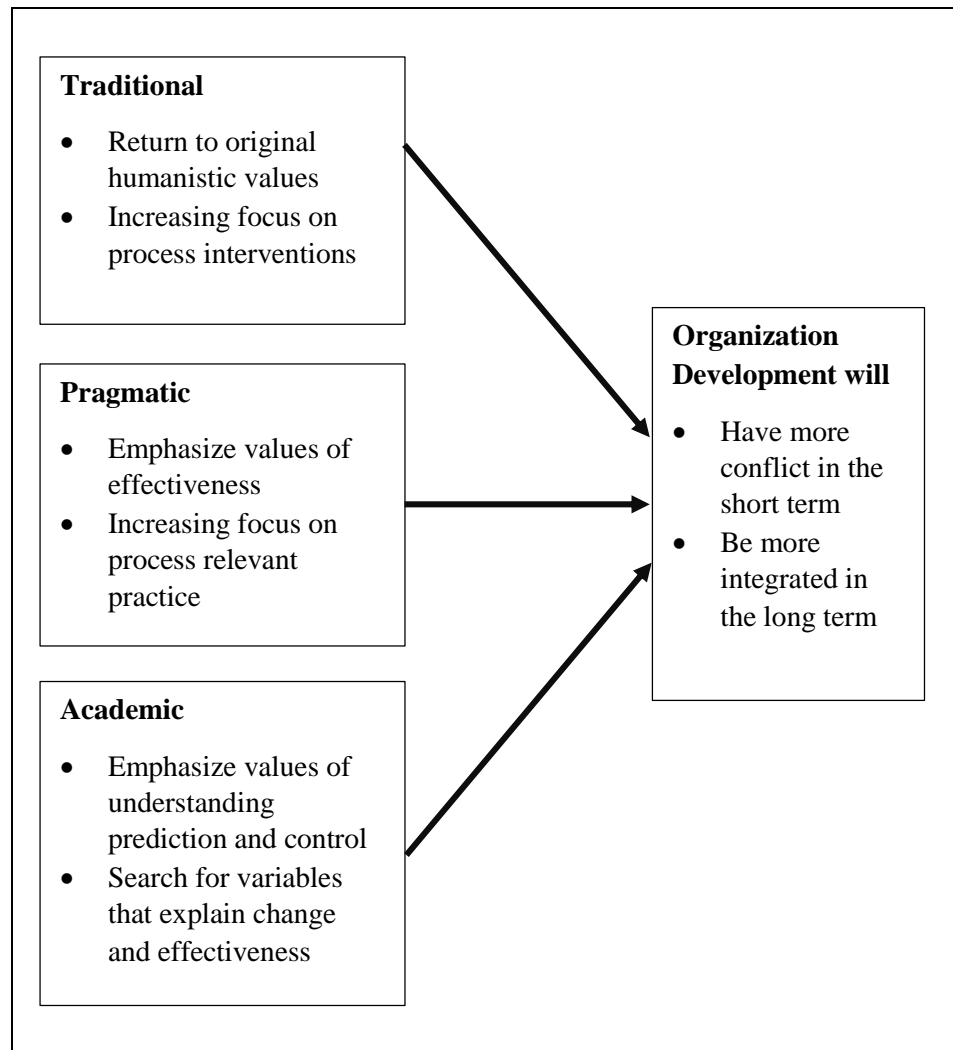 Traditional
• Return to original
humanistic values
• Increasing focus on
process interventions
Pragmatic
• Emphasize values of
effectiveness
• Increasing focus on
process relevant
practice
Academic
• Emphasize values of
understanding
prediction and control
• Search for variables
that explain change
and effectiveness
Organization
Development will
• Have more
conflict in the
short term
• Be more
integrated in
the long term